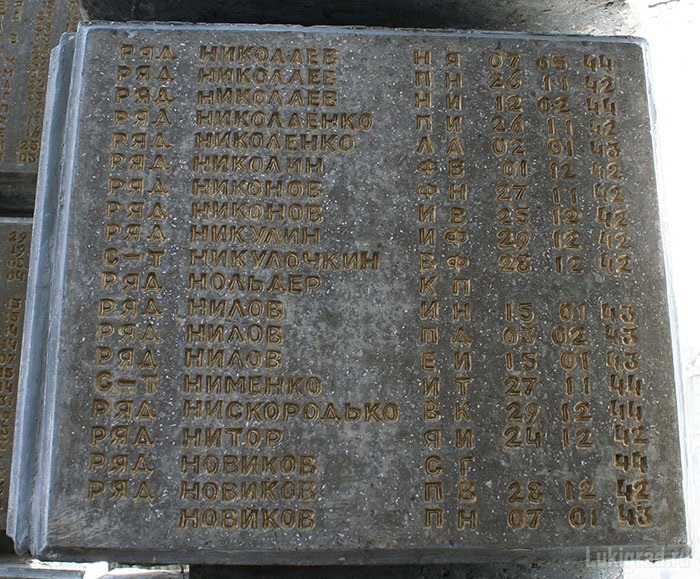 РЯД НИКОЛАЕВ Н Я 07 03 44
РЯД НИКОЛАЕВ П Н 26 11 42
РЯД НИКОЛАЕВ Н И 12 02 44
РЯД НИКОЛАЕНКО П И 26 11 42
РЯД НИКОЛЕНКО Л А 02 01 43
РЯД НИКОЛИН Ф В 01 12 42
РЯД НИКОНОВ Ф Н 27 11 42
РЯД НИКОНОВ И В 25 12 42
РЯД НИКУЛИН И Ф 29 12 42
С-Т НИКУЛОЧКИН В Ф 28 12 42
РЯД НОЛЬДЕР К П
РЯД НИЛОВ И Н 15 01 43
РЯД НИЛОВ П Д 03 02 43
РЯД НИЛОВ Е И 15 01 43
С-Т НИМЕНКО И Т 27 11 44
РЯД НИСКОРОДЬКО В К 29 12 44
РЯД НИТОР Я И 24 12 42
РЯД НОВИКОВ С Г 44
РЯД НОВИКОВ П В 28 12 42
НОВИКОВ П Н 07 01 43
Lukigrad.ru